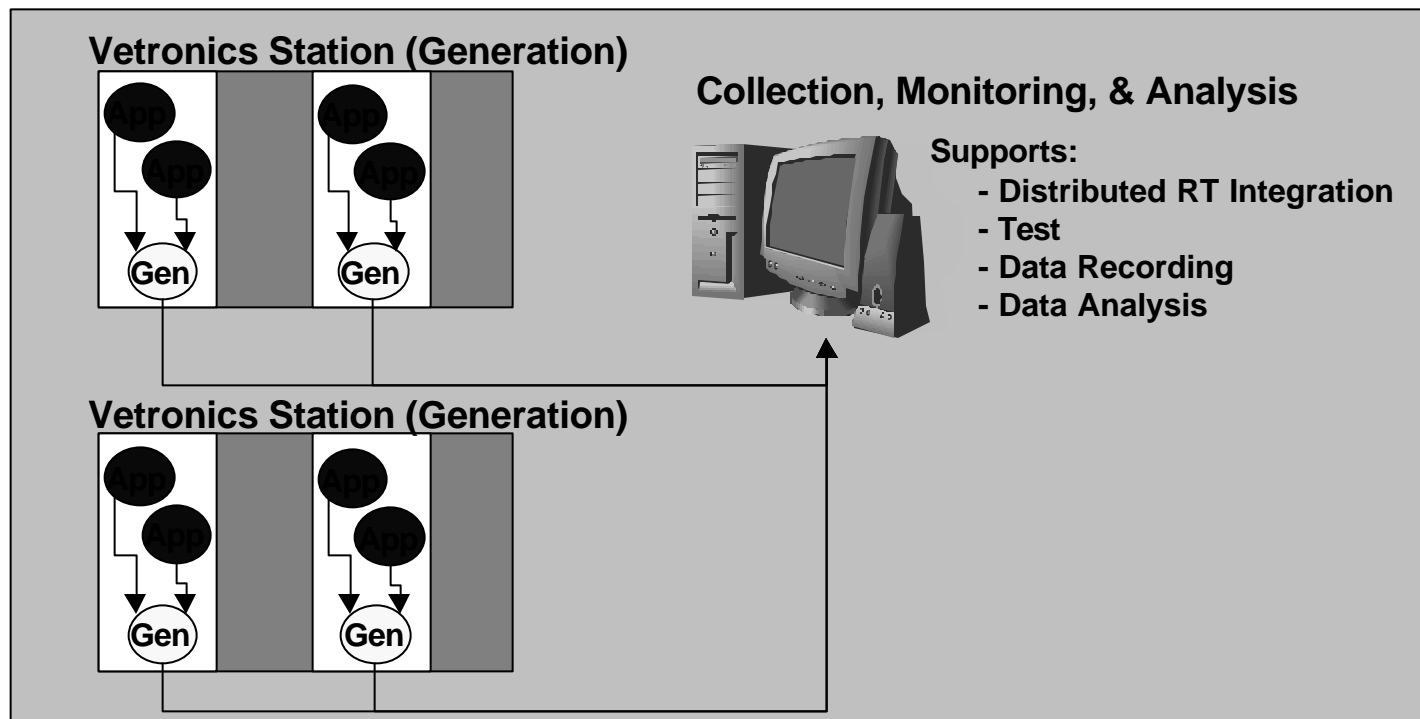 Vetronics Station (Generation)
App
App
App
App
Gen
Gen
Collection, Monitoring, & Analysis
Supports:
- Distributed RT Integration
- Test
- Data Recording
- Data Analysis
Vetronics Station (Generation)
App
App
App
App
Gen
Gen